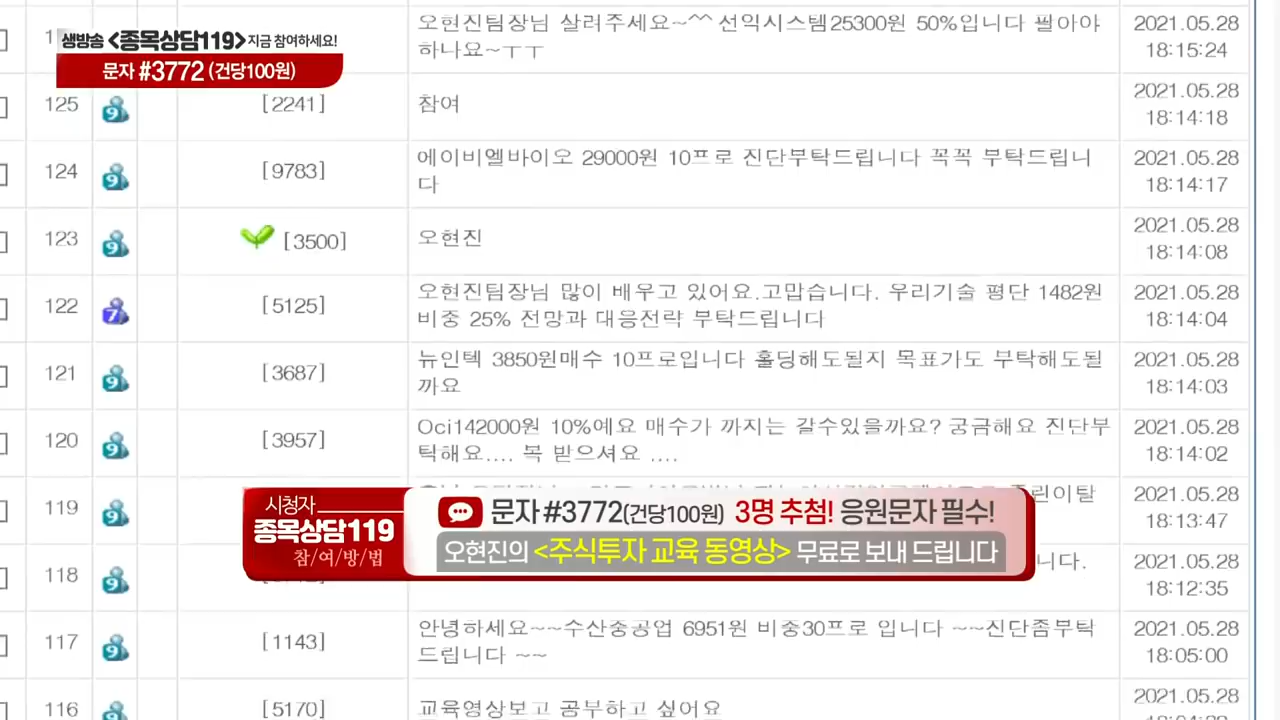 생방송 <종목상담119> 지금 참여하세요!
문자 #3772 (건당100원)
오현진팀장님 살려주세요~^^ 선익시스템25300원 50%입니다 팔아야
하나요~ㅜㅜ
2021.05.28
18:15:24
125 9 [2241] 참여
2021.05.28
18:14:18
124 9 [9783] 에이비엘바이오 29000원 10프로 진단부탁드립니다 꼭꼭 부탁드립니
다
2021.05.28
18:14:17
123 9 [3500] 오현진
2021.05.28
18:14:08
122 7 [5125] 오현진팀장님 많이 배우고 있어요.고맙습니다. 우리기술 평단 1482원
비중 25% 전망과 대응전략 부탁드립니다
2021.05.28
18:14:04
121 9 [3687] 뉴인텍 3850원매수 10프로입니다 홀딩해도될지 목표가도 부탁해도될
까요
2021.05.28
18:14:03
120 9 [3957] Oci142000원 10%예요 매수가 까지는 갈수있을까요? 궁금해요 진단부
탁해요.... 복 받으셔요 ....
2021.05.28
18:14:02
119 9
2021.05.28
18:13:47
시청자
종목상담119
참/여/방/법
문자 #3772(건당100원) 3명 추첨! 응원문자 필수!
오현진의 <주식투자 교육 동영상> 무료로 보내 드립니다
118 9 니다.
2021.05.28
18:12:35
117 9 [1143] 안녕하세요~~수산중공업 6951원 비중30프로 입니다 ~~진단좀부탁
드립니다 ~~
2021.05.28
18:05:00
116 9 [5170] 교육영상보고 공부하고 싶어요
2021.05.28